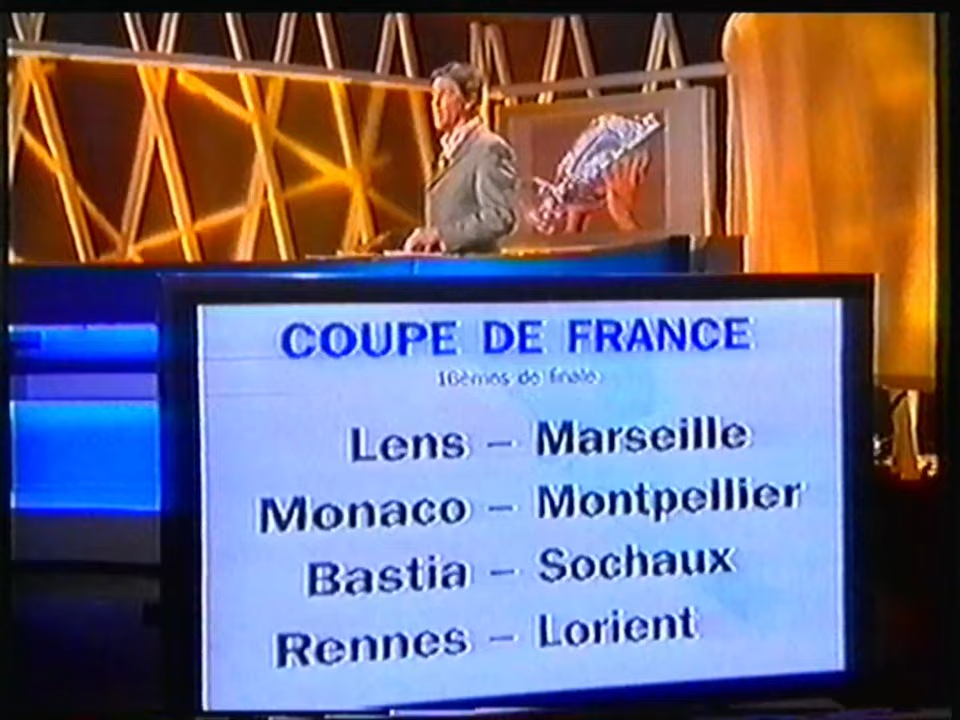 COUPE DE FRANCE
16èmes de finale
Lens – Marseille
Monaco – Montpellier
Bastia – Sochaux
Rennes – Lorient